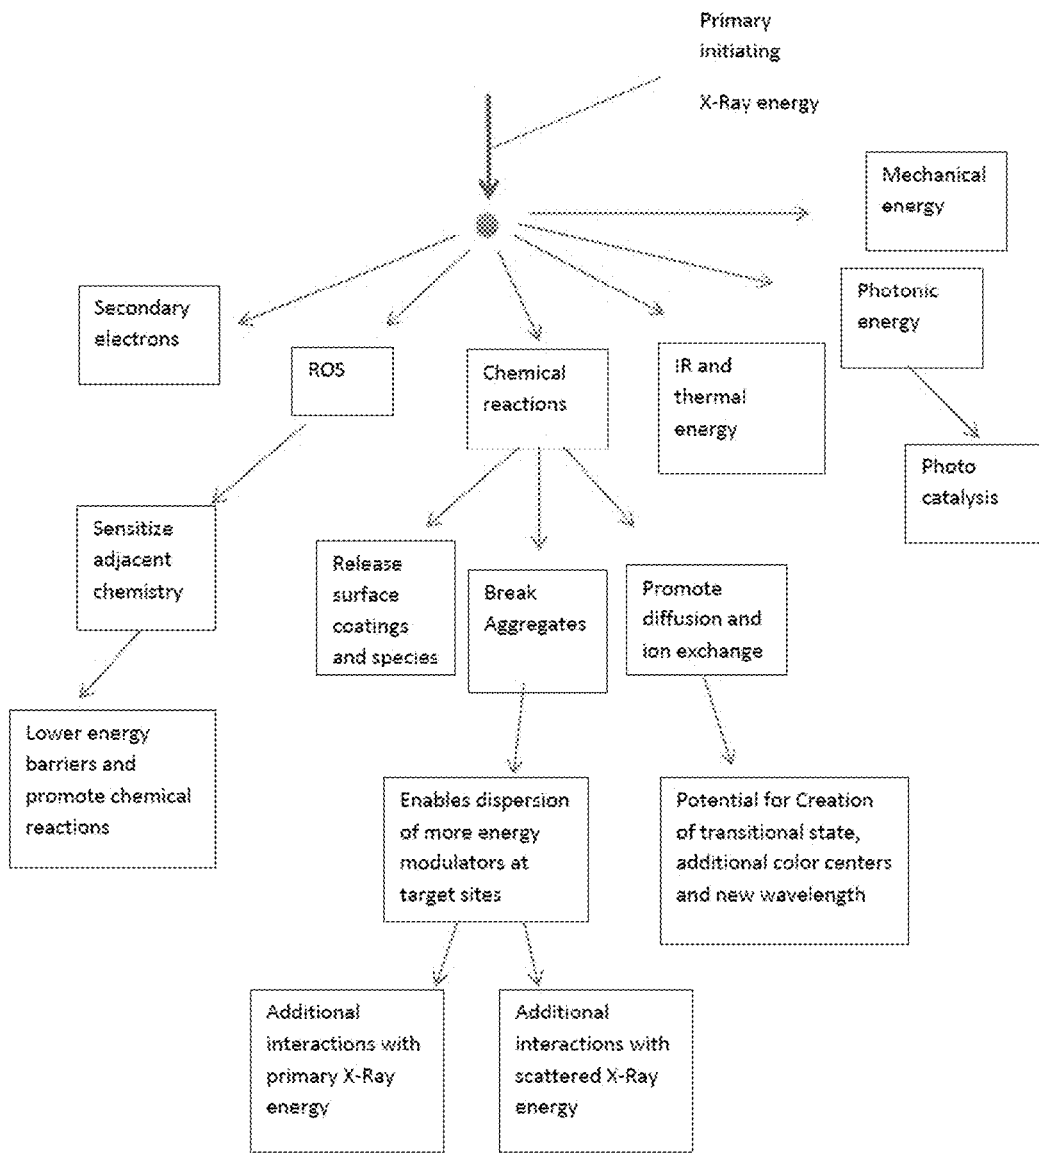 Primary
initiating
X-Ray energy
Mechanical
energy
Secondary
electrons
ROS
Chemical
reactions
IR and
thermal
energy
Photonic
energy
Photo
catalysis
Sensitize
adjacent
chemistry
Release
surface
coatings
and species
Break
Aggregates
Promote
diffusion and
ion exchange
Lower energy
barriers and
promote chemical
reactions
Enables dispersion
of more energy
modulators at
target sites
Potential for Creation
of transitional state,
additional color centers
and new wavelength
Additional
interactions with
primary X-Ray
energy
Additional
interactions with
scattered X-Ray
energy